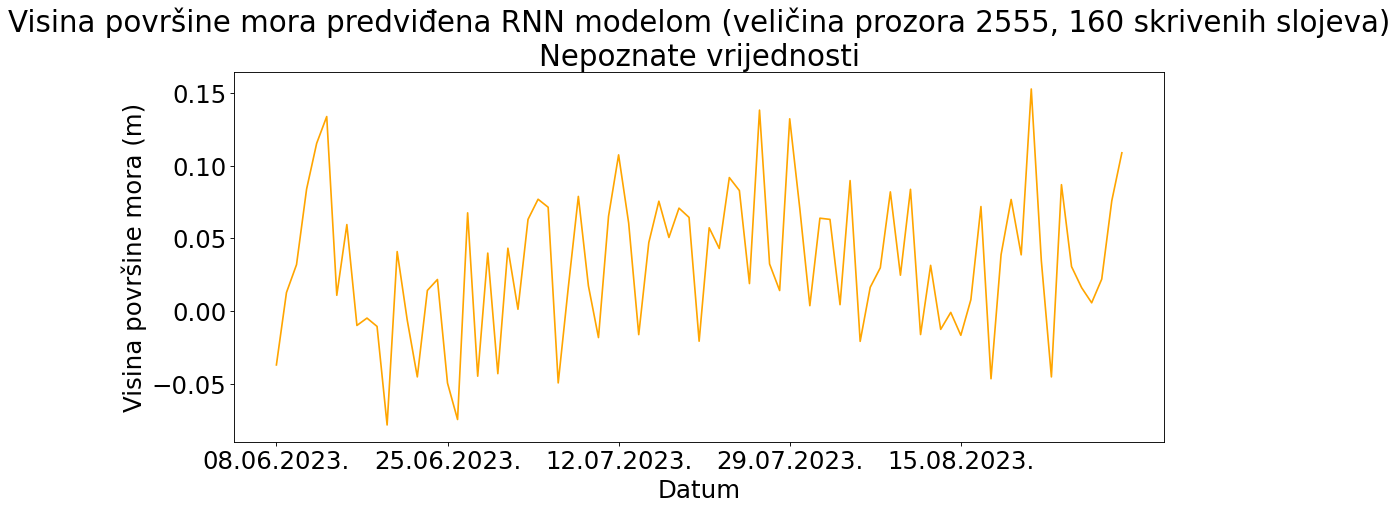 Visina površine mora predviđena RNN modelom (veličina prozora 2555, 160 skrivenih slojeva)
Nepoznate vrijednosti
Visina površine mora (m)
0.15
0.10
0.05
0.00
−0.05
08.06.2023.
25.06.2023.
12.07.2023.
29.07.2023.
15.08.2023.
Datum